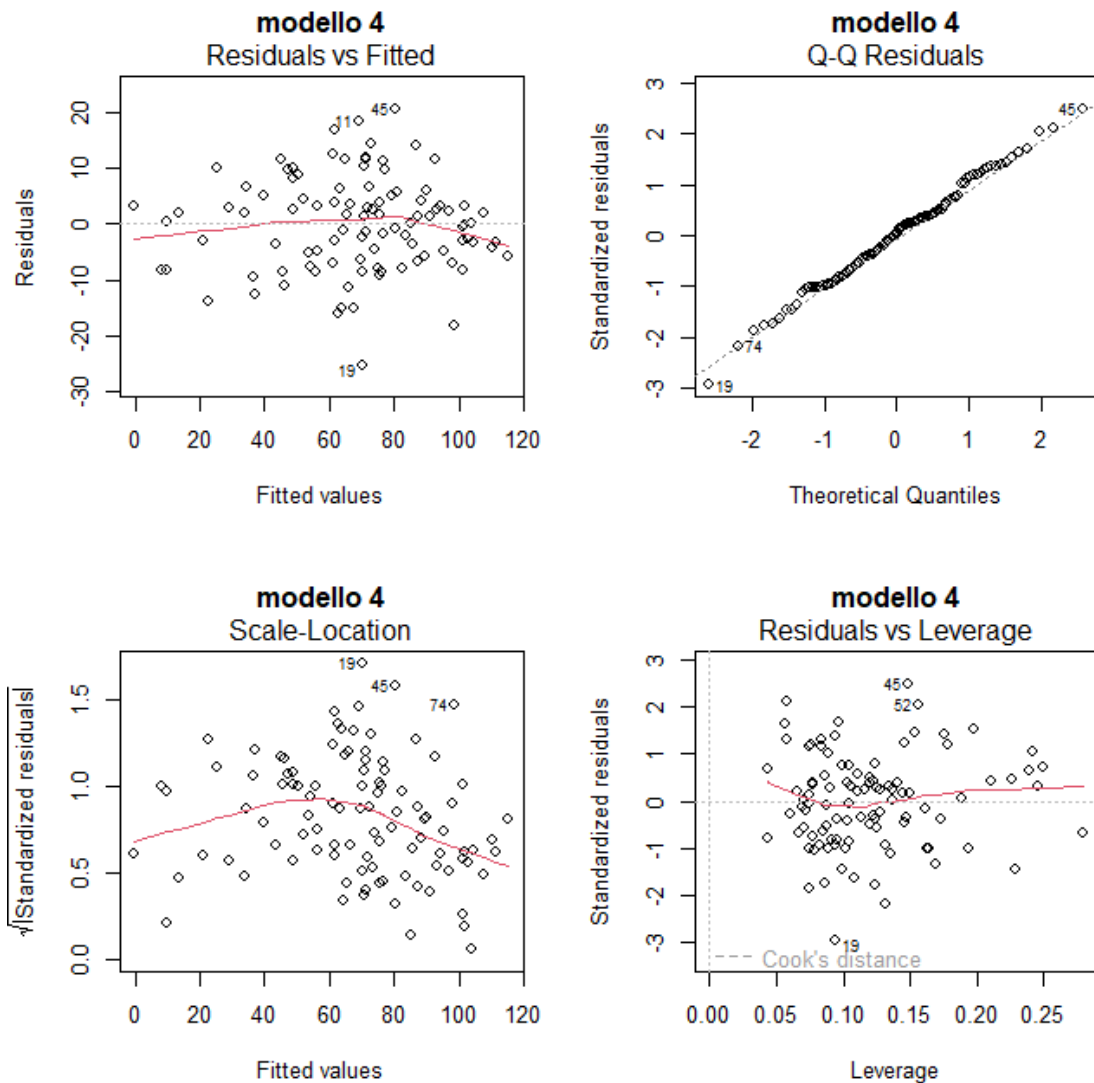 modello 4
Residuals vs Fitted
Residuals
20
10
0
-10
-20
-30
45
11
19
0 20 40 60 80 100 120
Fitted values
modello 4
Q-Q Residuals
Standardized residuals
3
2
1
0
-1
-2
-3
45
74
19
-2 -1 0 1 2
Theoretical Quantiles
modello 4
Scale-Location
√|Standardized residuals|
1.5
1.0
0.5
0.0
19
45
74
0 20 40 60 80 100 120
Fitted values
modello 4
Residuals vs Leverage
Standardized residuals
3
2
1
0
-1
-2
-3
45
52
19
Cook's distance
0.00 0.05 0.10 0.15 0.20 0.25
Leverage